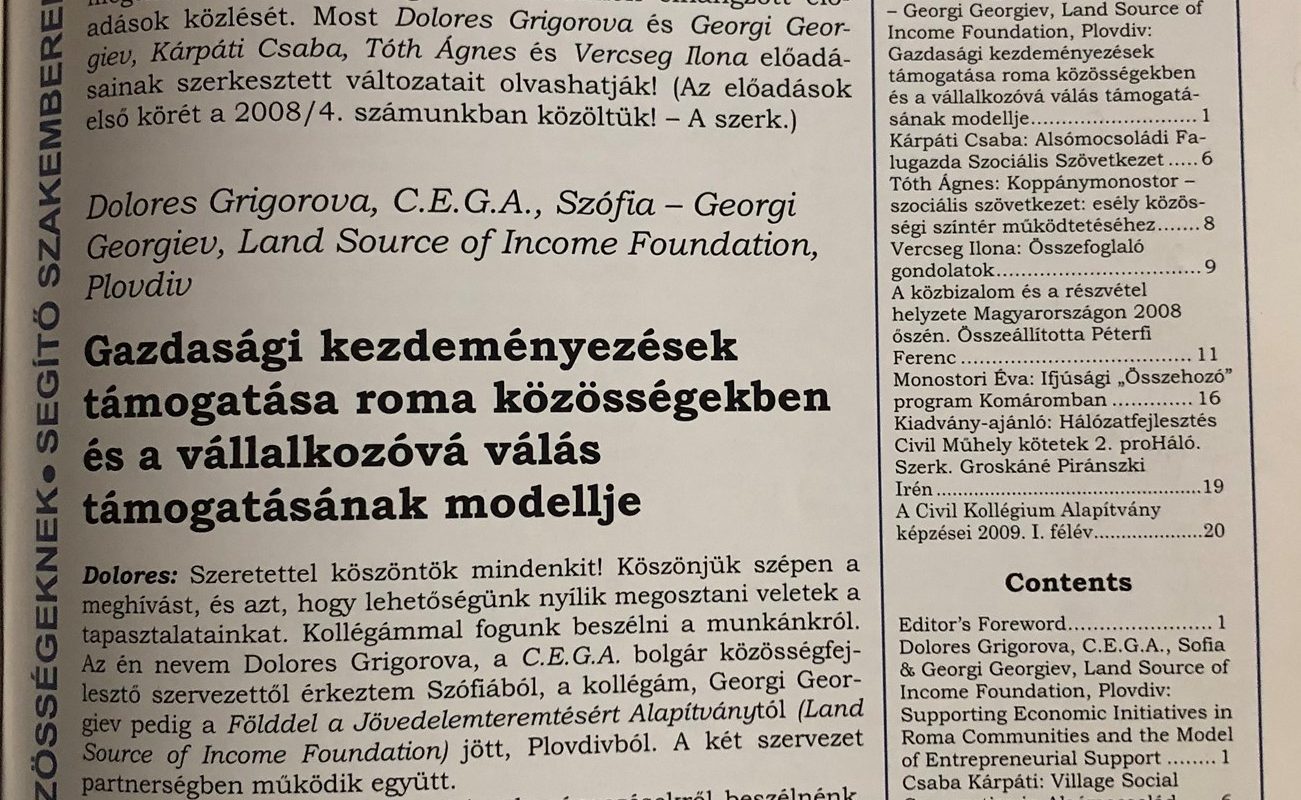 adások közlését. Most Dolores Grigorova és Georgi Geor-
giev, Kárpáti Csaba, Tóth Ágnes és Vercseg Ilona előadá-
sainak szerkesztett változatait olvashatják! (Az előadások
első körét a 2008/4. számunkban közöltük! – A szerk.)
Dolores Grigorova, C.E.G.A., Szófia – Georgi
Georgiev, Land Source of Income Foundation,
Plovdiv
Gazdasági kezdeményezések
támogatása roma közösségekben
és a vállalkozóvá válás
támogatásának modellje
Dolores: Szeretettel köszöntök mindenkit! Köszönjük szépen a
meghívást, és azt, hogy lehetőségünk nyílik megosztani veletek a
tapasztalatainkat. Kollégámmal fogunk beszélni a munkánkról.
Az én nevem Dolores Grigorova, a C.E.G.A. bolgár közösségfej-
lesztő szervezettől érkeztem Szófiából, a kollégám, Georgi Geor-
giev pedig a Földdel a Jövedelemteremtésért Alapítványtól (Land
Source of Income Foundation) jött, Plovdivból. A két szervezet
partnerségben működik együtt.
beszélnénk
ZÖSSÉGEKNEK • SEGÍTŐ SZAKEMBERE
– Georgi Georgiev, Land Source of
Income Foundation, Plovdiv:
Gazdasági kezdeményezések
támogatása roma közösségekben
és a vállalkozóvá válás támogatá-
sának modellje.......................... 1
Kárpáti Csaba: Alsómocsoládi Fa-
lugazda Szociális Szövetkezet ..... 6
Tóth Ágnes: Koppánymonostor –
szociális szövetkezet: esély közös-
ségi színtér működtetéséhez....... 8
Vercseg Ilona: Összefoglaló
gondolatok................................ 9
A közbizalom és a részvétel
helyzete Magyarországon 2008
őszén. Összeállította Péterfi
Ferenc ................................... 11
Monostori Éva: Ifjúsági „Összehozó”
program Komáromban ............ 16
Kiadvány-ajánló: Hálózatfejlesztés
Civil Műhely kötetek 2. proHáló.
Szerk. Groskáné Piránszki
Irén ........................................19
A Civil Kollégium Alapítvány
képzései 2009. I. félév................20
Contents
Editor's Foreword...................... 1
Dolores Grigorova, C.E.G.A., Sofia
& Georgi Georgiev, Land Source of
Income Foundation, Plovdiv:
Supporting Economic Initiatives in
Roma Communities and the Model
of Entrepreneurial Support ........ 1
Csaba Kárpáti: Village Social